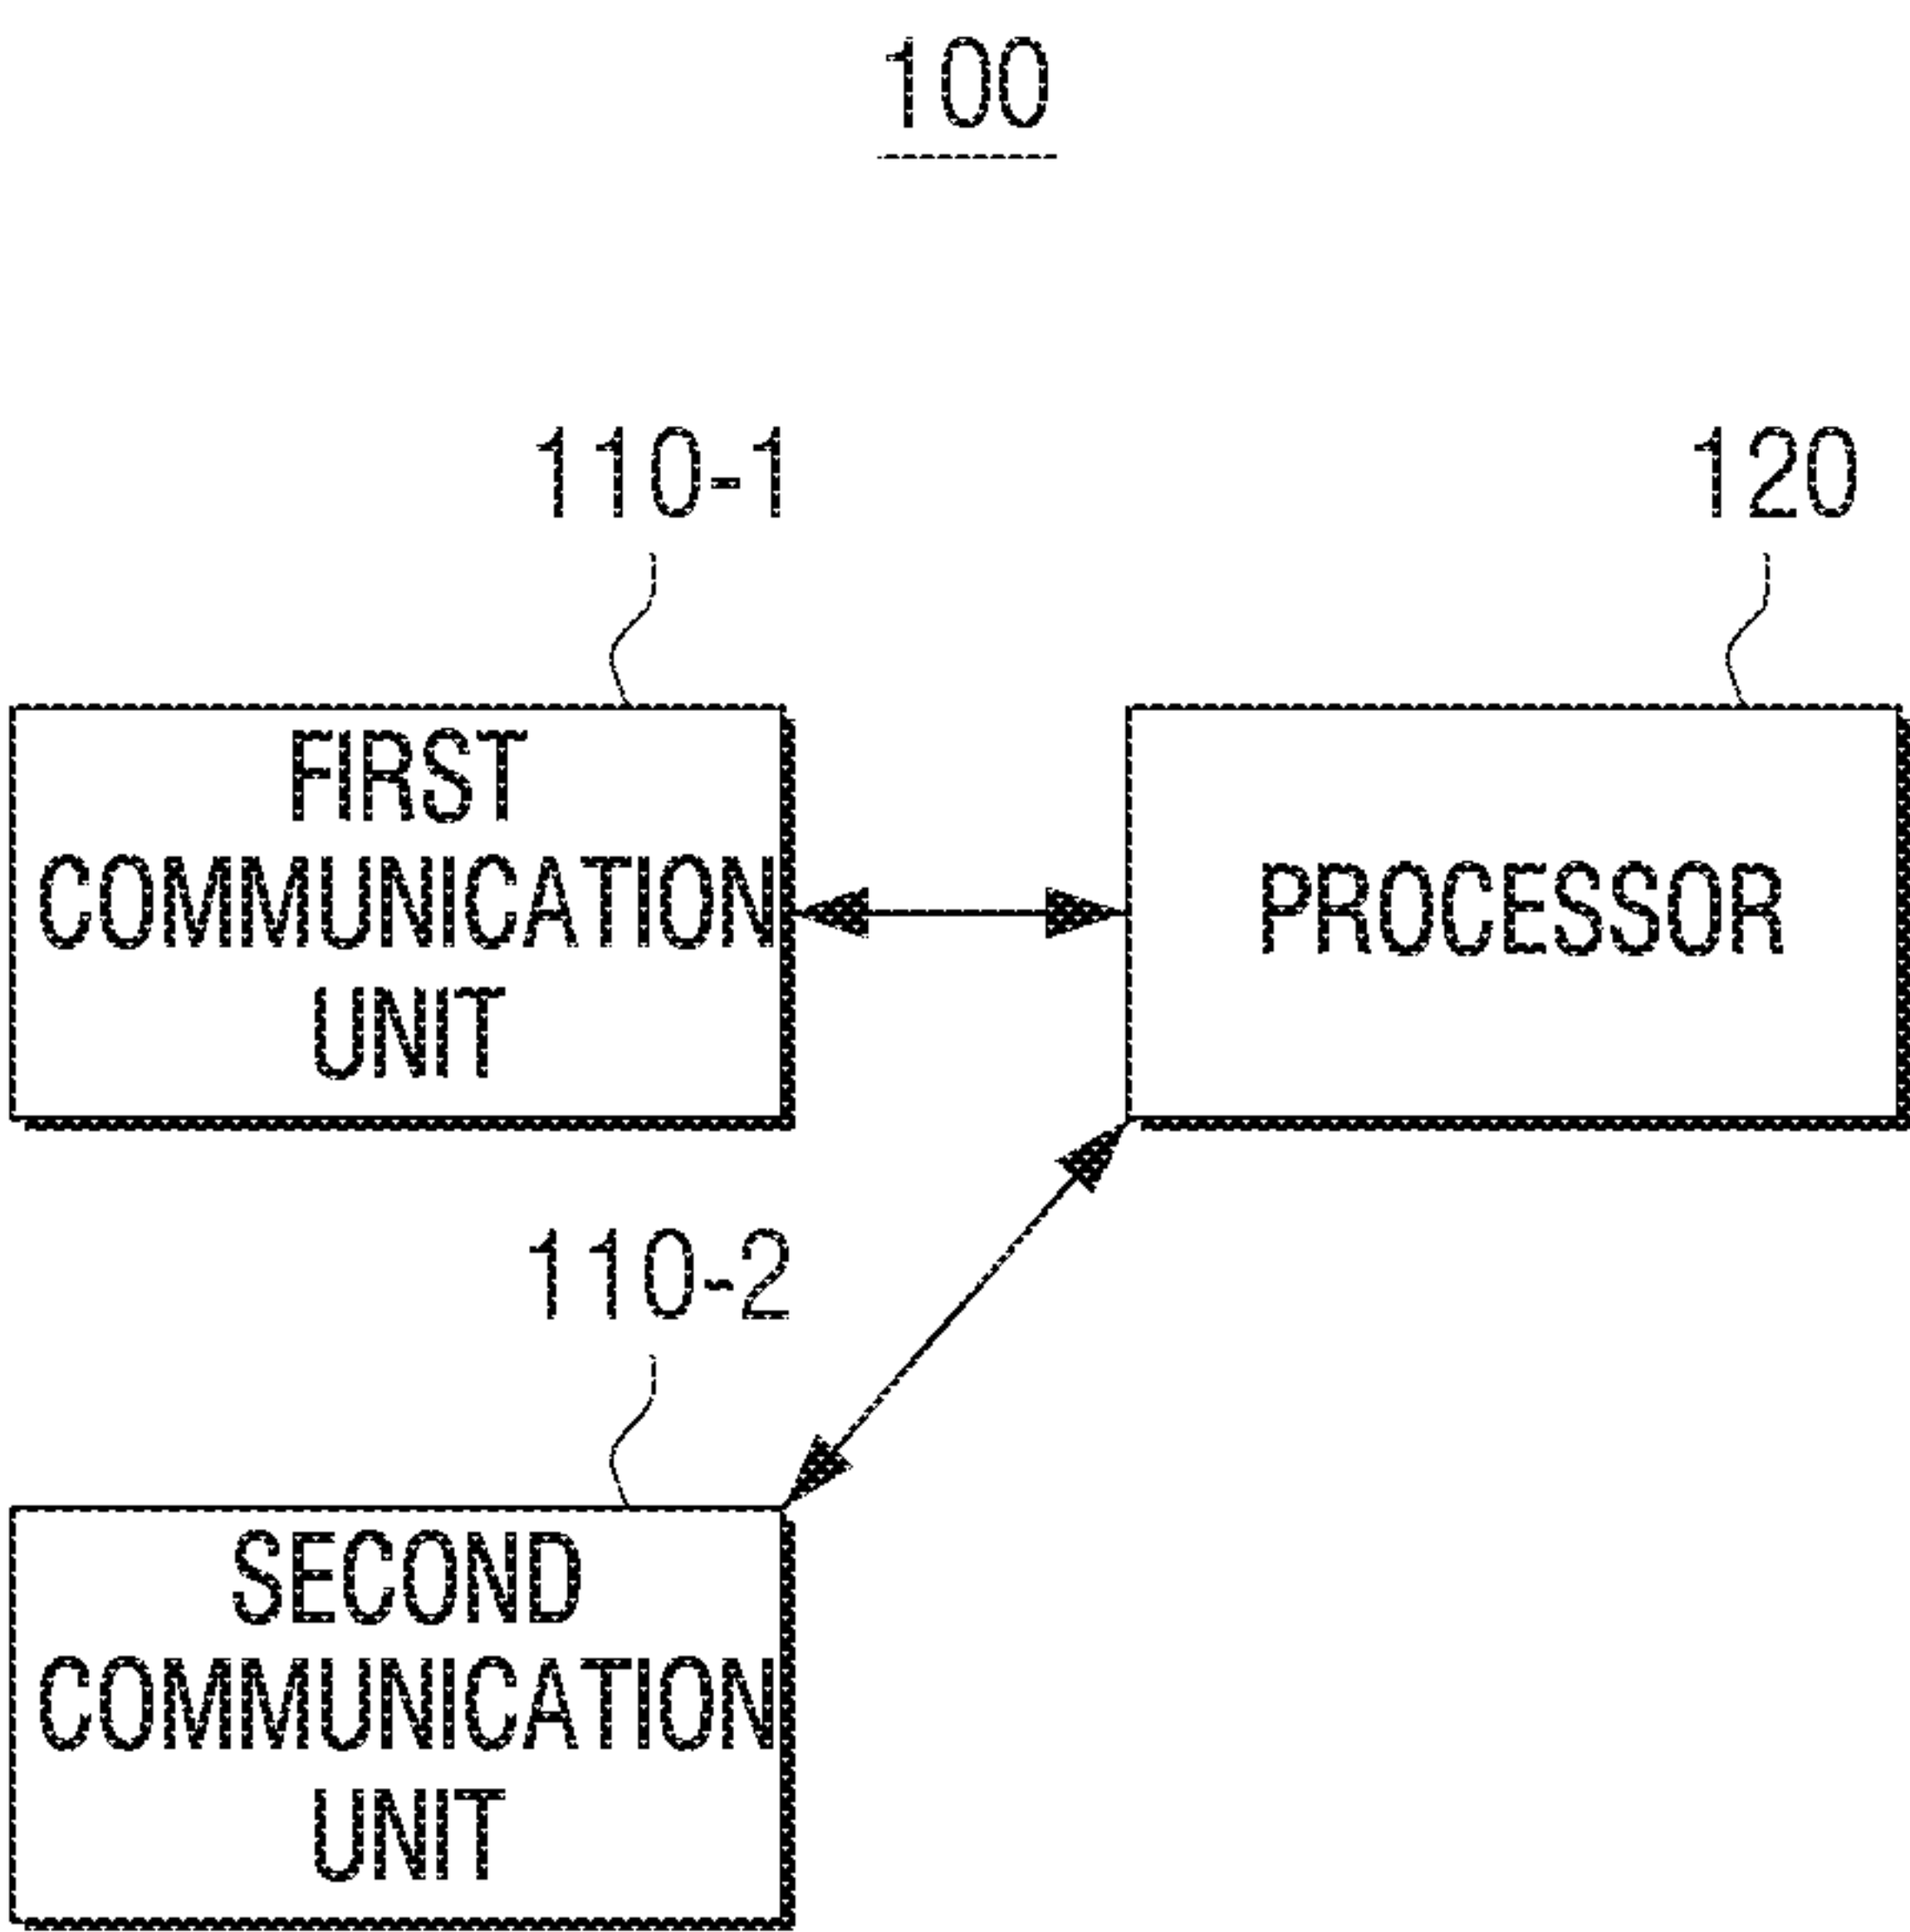 100
110-1
120
FIRST
COMMUNICATION
UNIT
PROCESSOR
110-2
SECOND
COMMUNICATION
UNIT